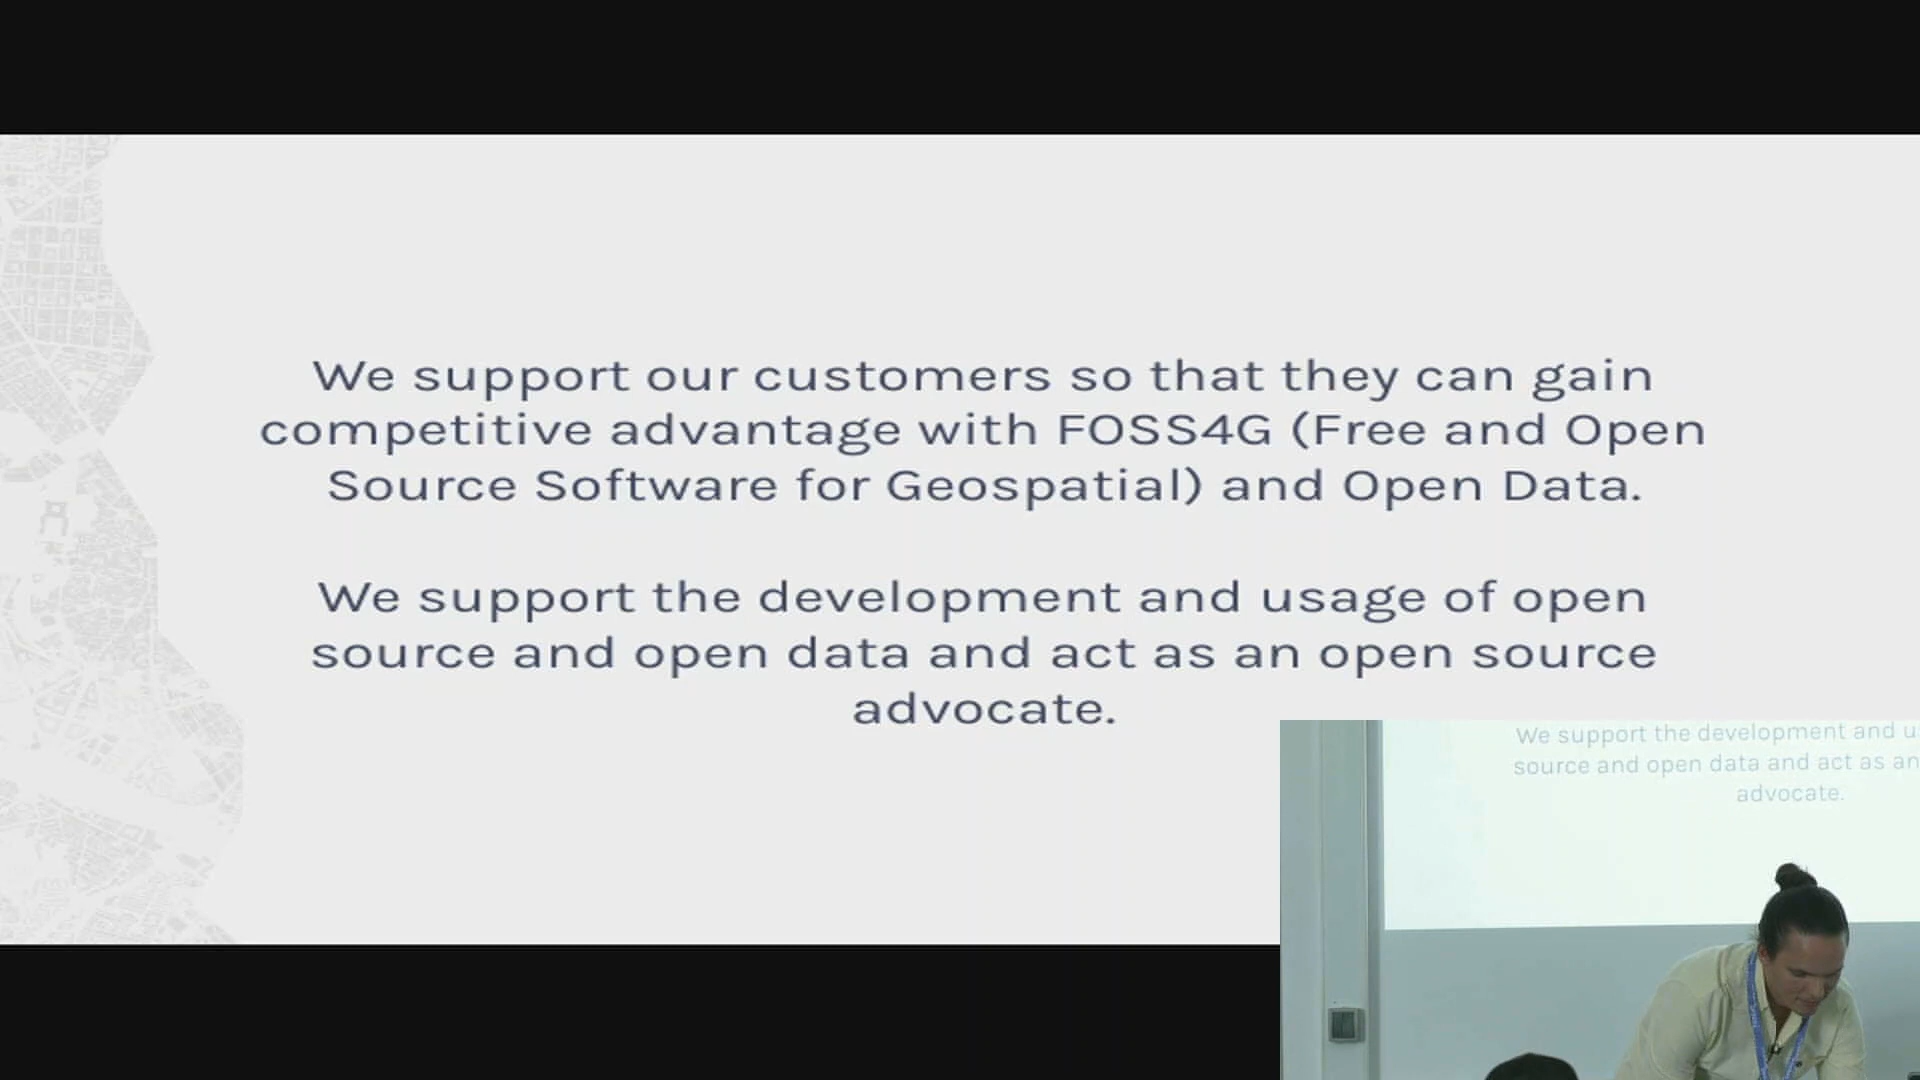 We support our customers so that they can gain
competitive advantage with FOSS4G (Free and Open
Source Software for Geospatial) and Open Data.
We support the development and usage of open
source and open data and act as an open source
advocate.
We support the development and
source and open data and act as an
advocate.